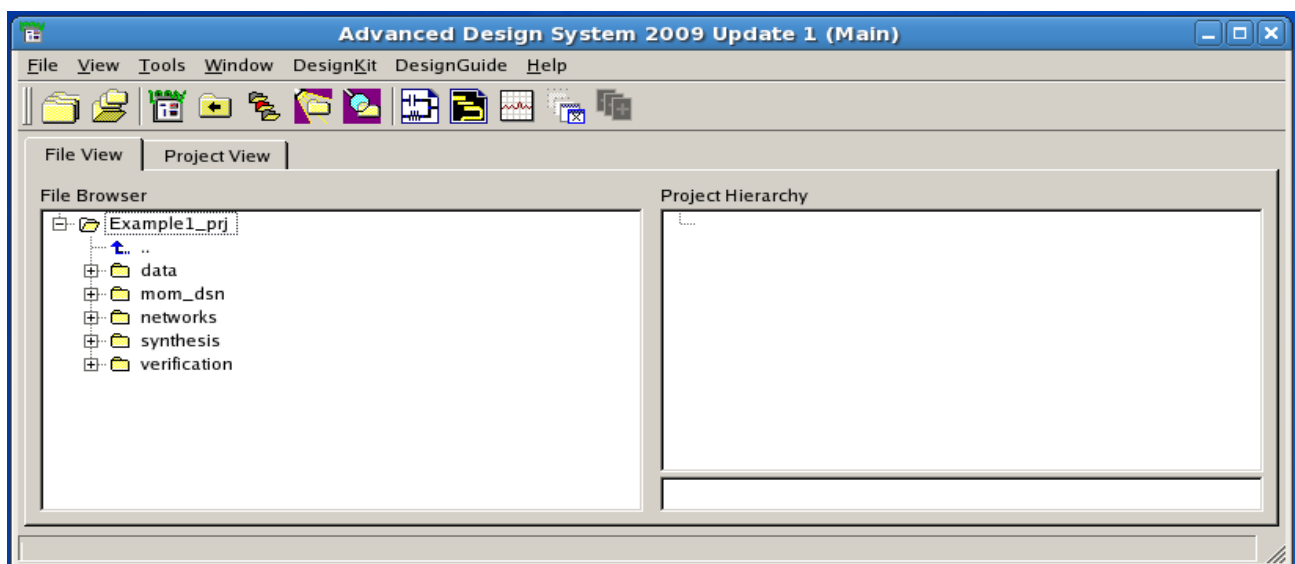 Advanced Design System 2009 Update 1 (Main)
File View Tools Window DesignKit DesignGuide Help
File View Project View
File Browser Project Hierarchy
Example1_prj
..
data
mom_dsn
networks
synthesis
verification